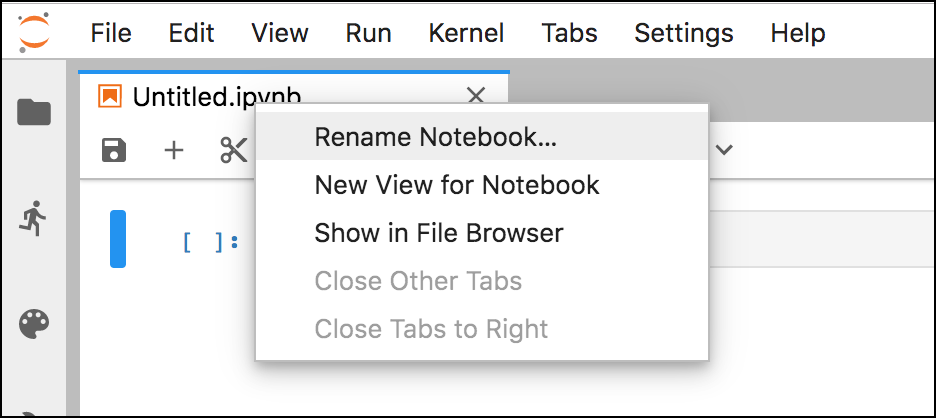 File Edit View Run Kernel Tabs Settings Help
Untitled.ipynb
Rename Notebook...
New View for Notebook
[ ]:
Show in File Browser
Close Other Tabs
Close Tabs to Right